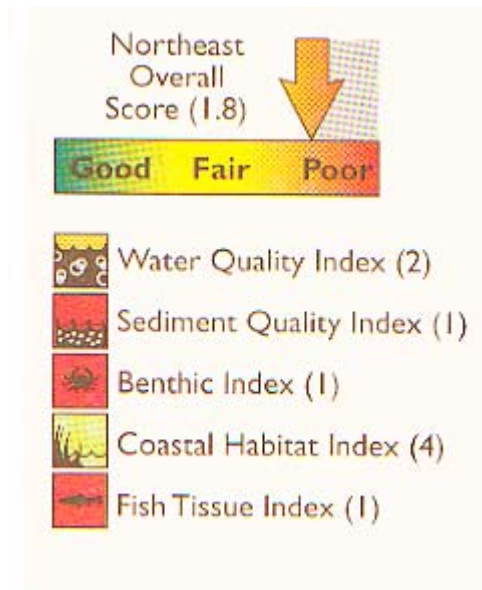 Northeast
Overall
Score (1.8)
Good Fair Poor
Water Quality Index (2)
Sediment Quality Index (1)
Benthic Index (1)
Coastal Habitat Index (4)
Fish Tissue Index (1)